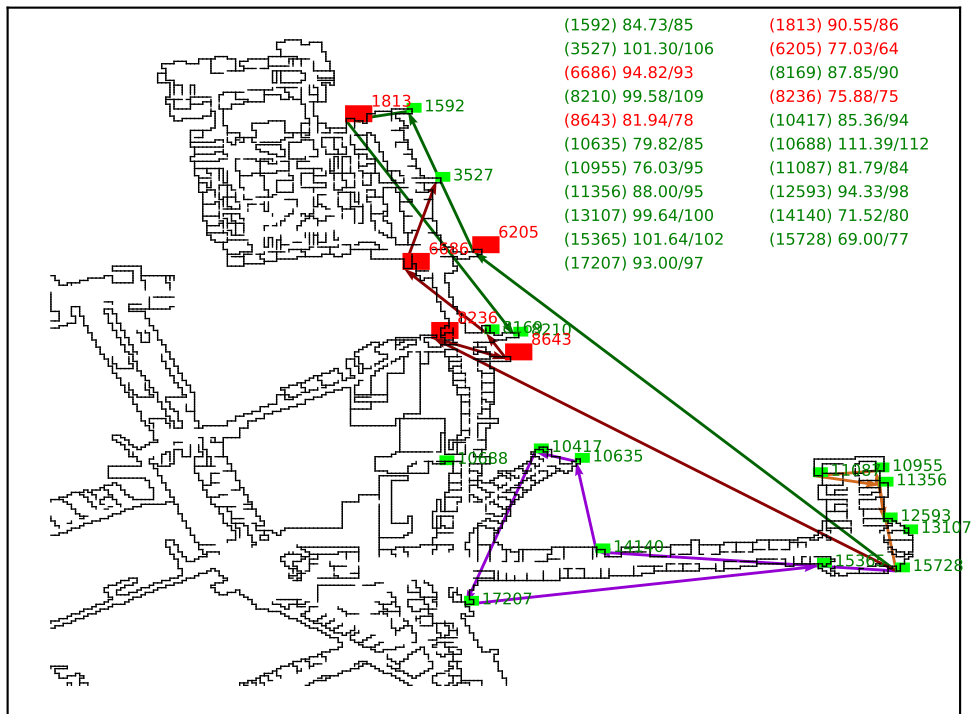 (1592) 84.73/85 (1813) 90.55/86
(3527) 101.30/106 (6205) 77.03/64
(6686) 94.82/93 (8169) 87.85/90
(8210) 99.58/109 (8236) 75.88/75
(8643) 81.94/78 (10417) 85.36/94
(10635) 79.82/85 (10688) 111.39/112
(10955) 76.03/95 (11087) 81.79/84
(11356) 88.00/95 (12593) 94.33/98
(13107) 99.64/100 (14140) 71.52/80
(15365) 101.64/102 (15728) 69.00/77
(17207) 93.00/97
1813
1592
3527
6205
6686
8236
8169
8210
8643
10417
10635
10688
11087
10955
11356
12593
13107
14140
15365
15728
17207